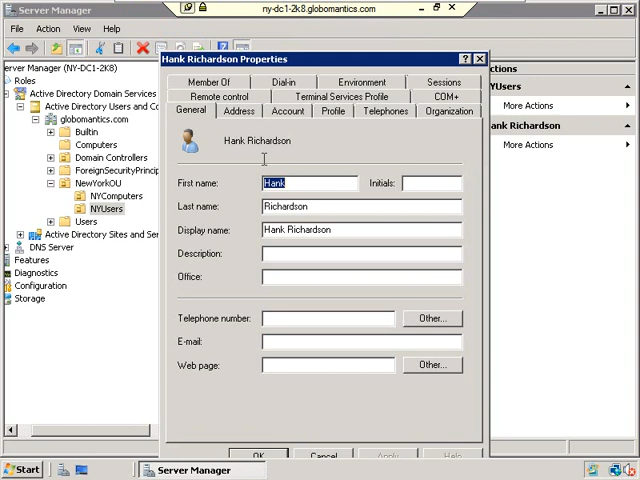 Server Manager
ny-dc1-2k8.globomantics.com
File Action View Help
Hank Richardson Properties
erver Manager (NY-DC1-2K8)
Roles
Active Directory Domain Services
Active Directory Users and Co
globomantics.com
Builtin
Computers
Domain Controllers
ForeignSecurityPrincip
NewYorkOU
NYComputers
NYUsers
Users
Active Directory Sites and Ser
DNS Server
Features
Diagnostics
Configuration
Storage
Member Of Dial-in Environment Sessions
Remote control Terminal Services Profile COM+
General Address Account Profile Telephones Organization
Hank Richardson
First name: Hank Initials:
Last name: Richardson
Display name: Hank Richardson
Description:
Office:
Telephone number: Other...
E-mail:
Web page: Other...
OK Cancel Apply Help
ctions
YUsers
More Actions
ank Richardson
More Actions
Start
Server Manager